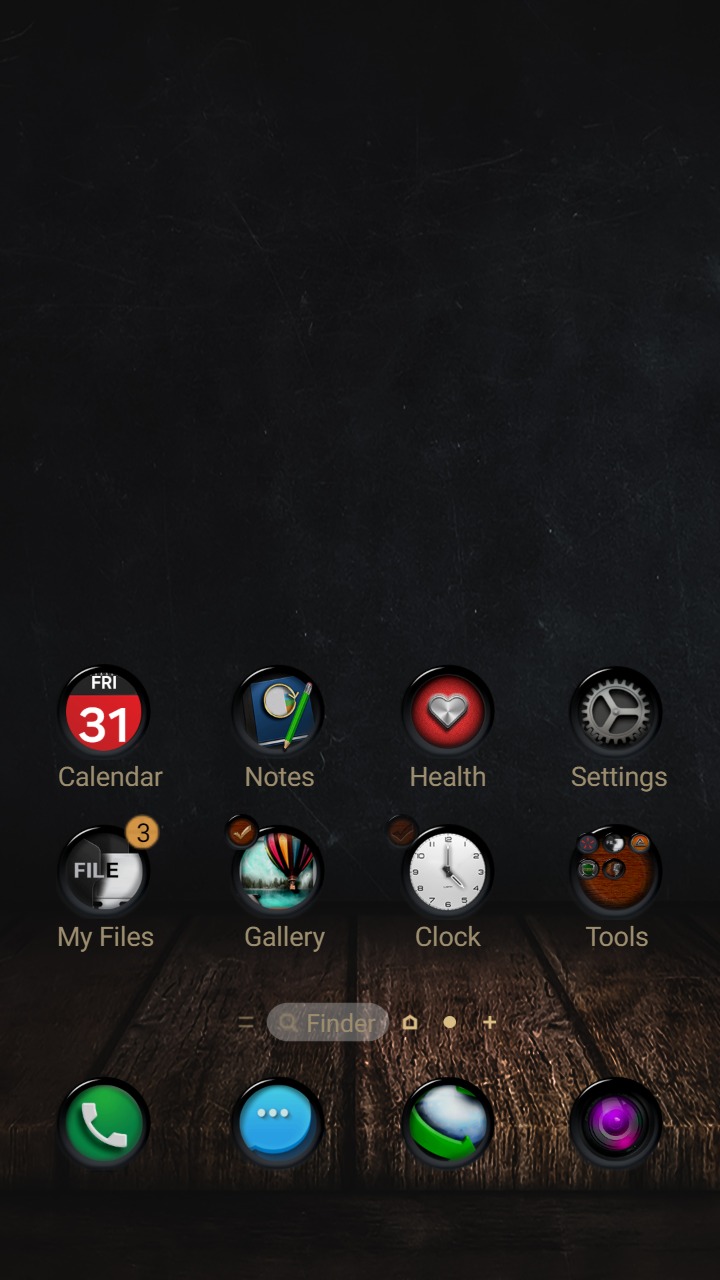 FRI
31
Calendar
Notes
Health
Settings
3
FILE
My Files
Gallery
Clock
Tools
Finder